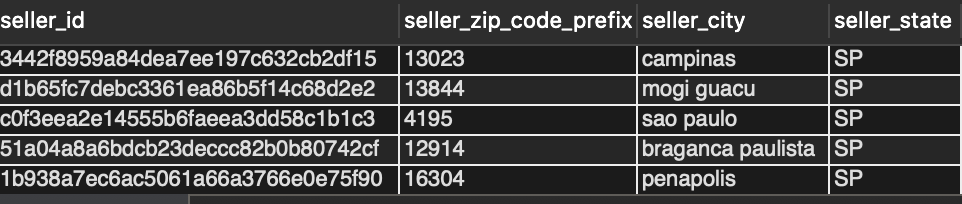 seller_id seller_zip_code_prefix seller_city seller_state
3442f8959a84dea7ee197c632cb2df15 13023 campinas SP
d1b65fc7debc3361ea86b5f14c68d2e2 13844 mogi guacu SP
c0f3eea2e14555b6faeea3dd58c1b1c3 4195 sao paulo SP
51a04a8a6bdcb23deccc82b0b80742cf 12914 braganca paulista SP
1b938a7ec6ac5061a66a3766e0e75f90 16304 penapolis SP